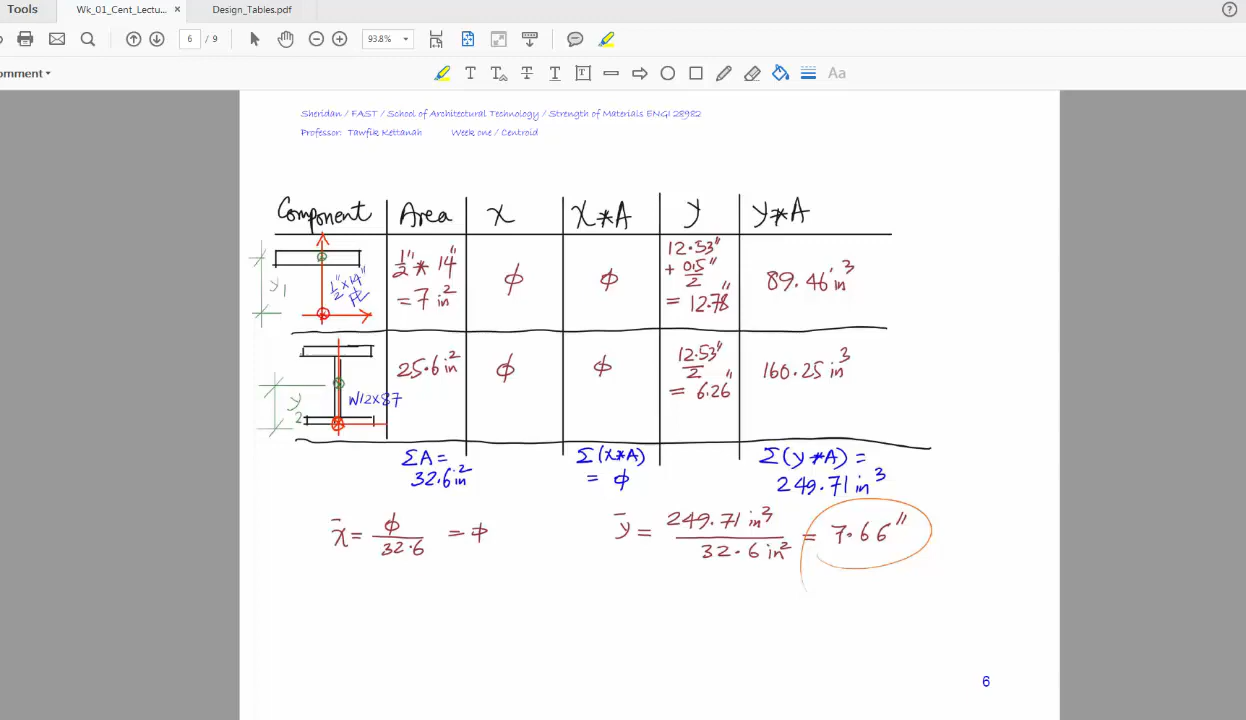 Tools
Wk_01_Cent_Lectu... ×
Design_Tables.pdf
6 / 9
93.8%
omment
Aa
Sheridan / FAST / School of Architectural Technology / Strength of Materials ENGI 28982
Professor: Tawfik Kettanah Week one / Centroid
Component Area x x*A y y*A
y1
1/2" x 14"
PL
1/2" * 14"
= 7 in²
ϕ
ϕ
12.53"
+ 0.5"/2
= 12.78"
89.46 in³
y2
W12x87
25.6 in²
ϕ
ϕ
12.53"/2
= 6.26"
160.25 in³
ΣA =
32.6 in²
Σ(x*A)
= ϕ
Σ(y*A) =
249.71 in³
x̄ = ϕ/32.6 = ϕ
ȳ = 249.71 in³/32.6 in² = 7.66"
6